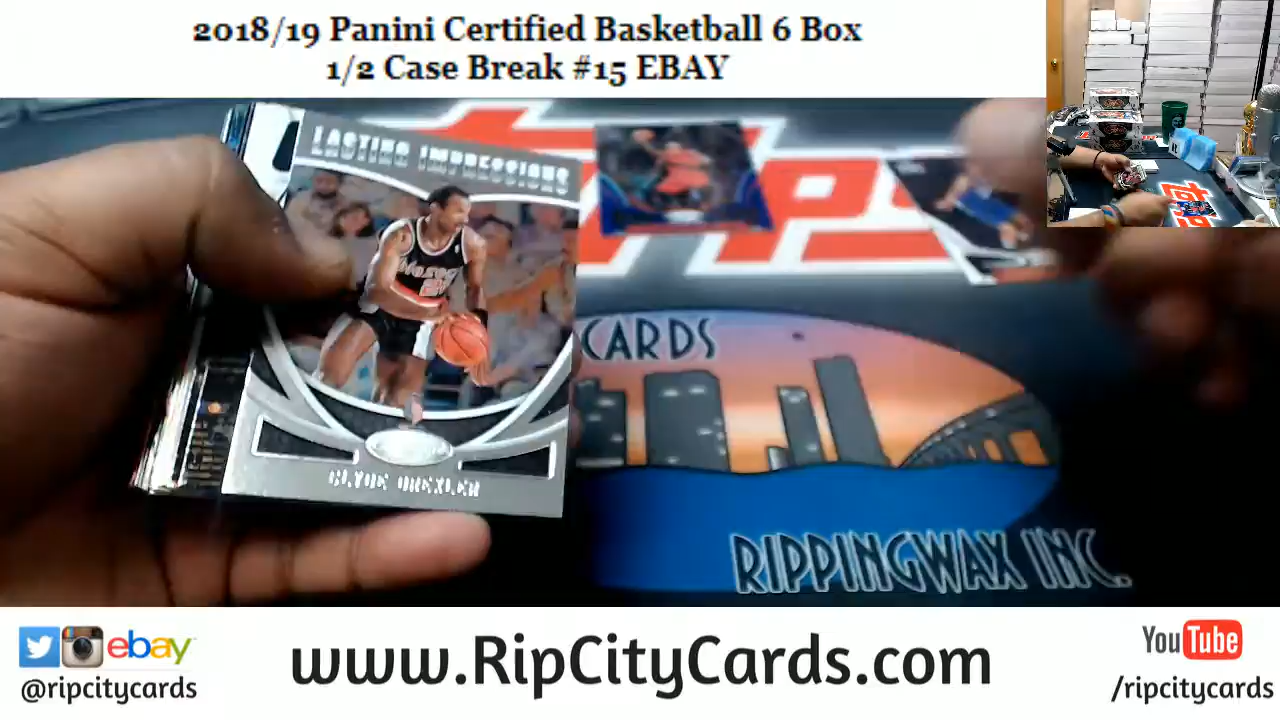 2018/19 Panini Certified Basketball 6 Box
1/2 Case Break #15 EBAY
LASTING IMPRESSIONS
CLYDE DREXLER
CARDS
RIPPINGWAX INC.
ebay
@ripcitycards
www.RipCityCards.com
YouTube
/ripcitycards